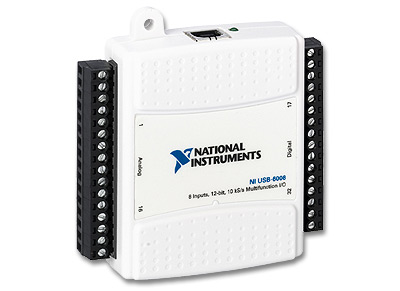 17
1
NATIONAL
INSTRUMENTS
Analog
Digital
NI USB-6008
16
32
8 Inputs, 12-bit, 10 kS/s Multifunction I/O